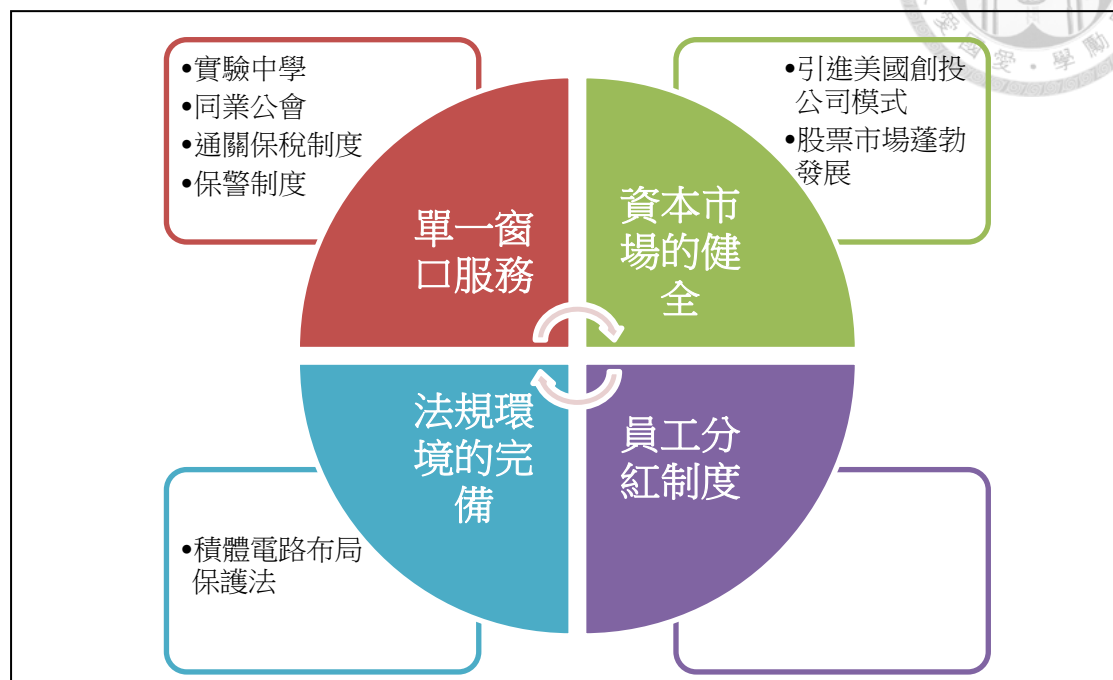 •實驗中學
•同業公會
•通關保稅制度
•保警制度
•引進美國創投
公司模式
•股票市場蓬勃
發展
單一窗
口服務
資本市
場的健
全
法規環
境的完
備
員工分
紅制度
•積體電路布局
保護法